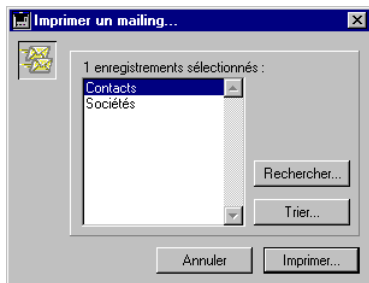 Imprimer un mailing...
1 enregistrements sélectionnés :
Contacts
Sociétés
Rechercher...
Trier...
Annuler
Imprimer...